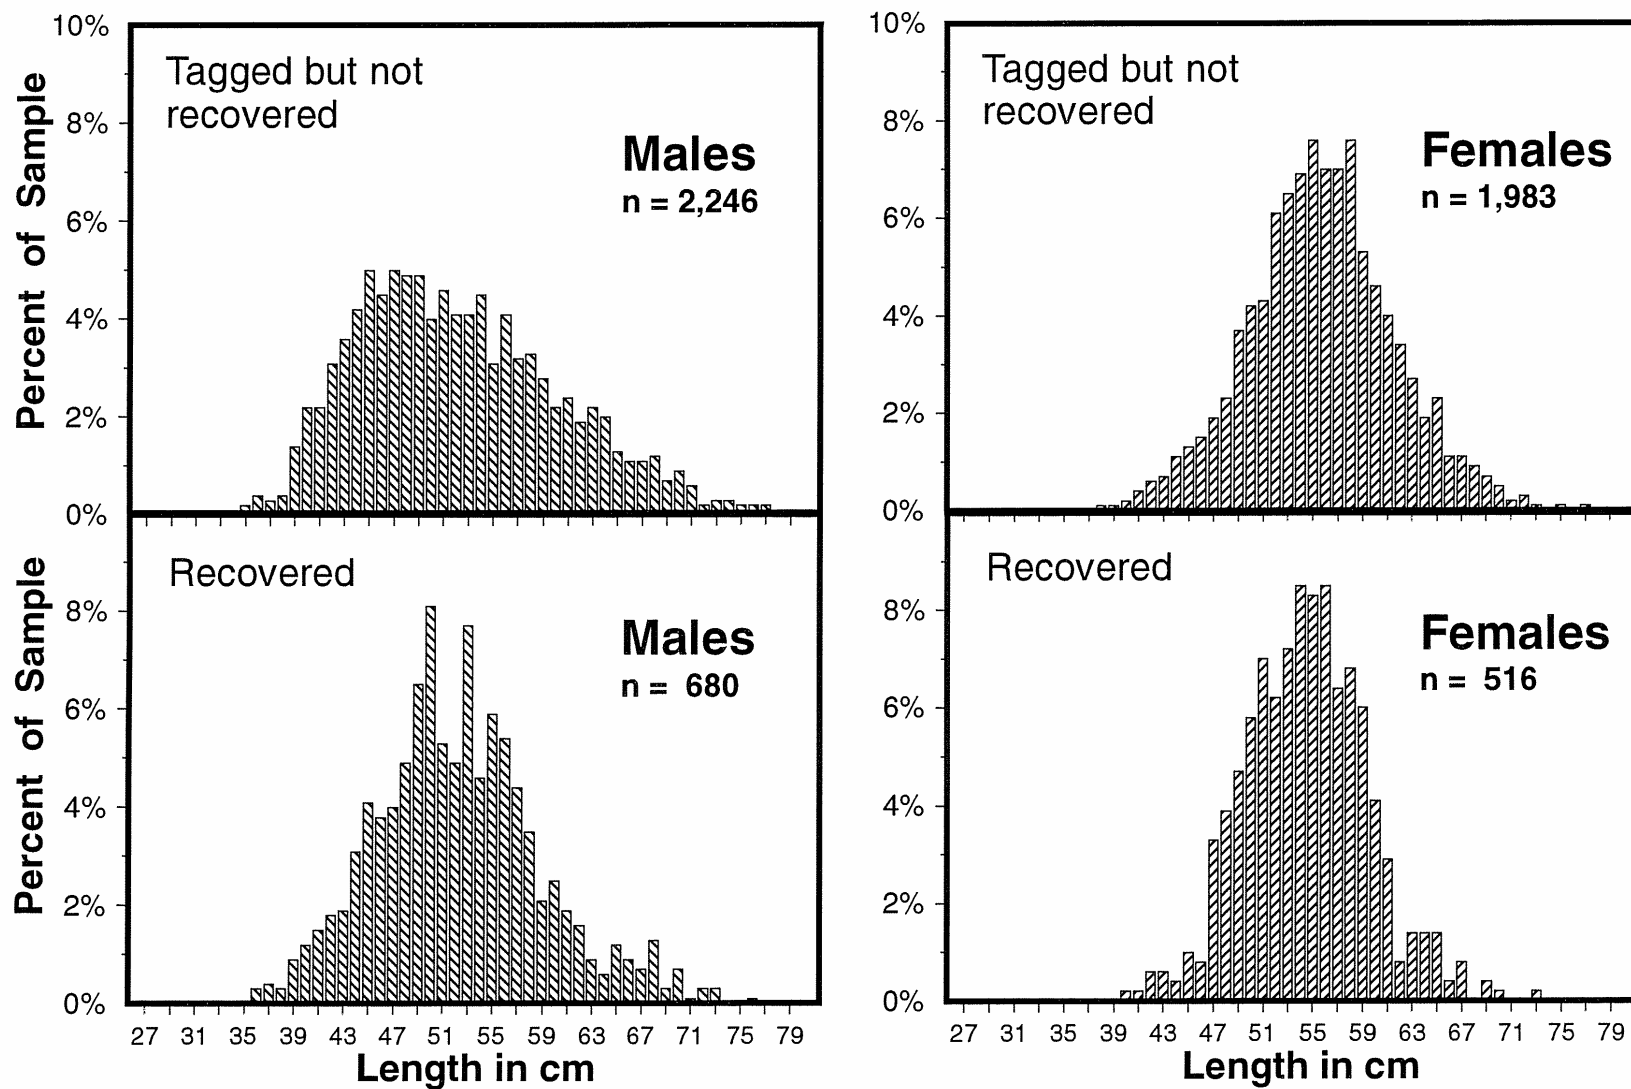 10%
8%
6%
4%
2%
0%
Percent of Sample
Tagged but not
recovered
Males
n = 2,246
10%
8%
6%
4%
2%
0%
Tagged but not
recovered
Females
n = 1,983
8%
6%
4%
2%
0%
Percent of Sample
Recovered
Males
n = 680
27 31 35 39 43 47 51 55 59 63 67 71 75 79
Length in cm
8%
6%
4%
2%
0%
Recovered
Females
n = 516
27 31 35 39 43 47 51 55 59 63 67 71 75 79
Length in cm